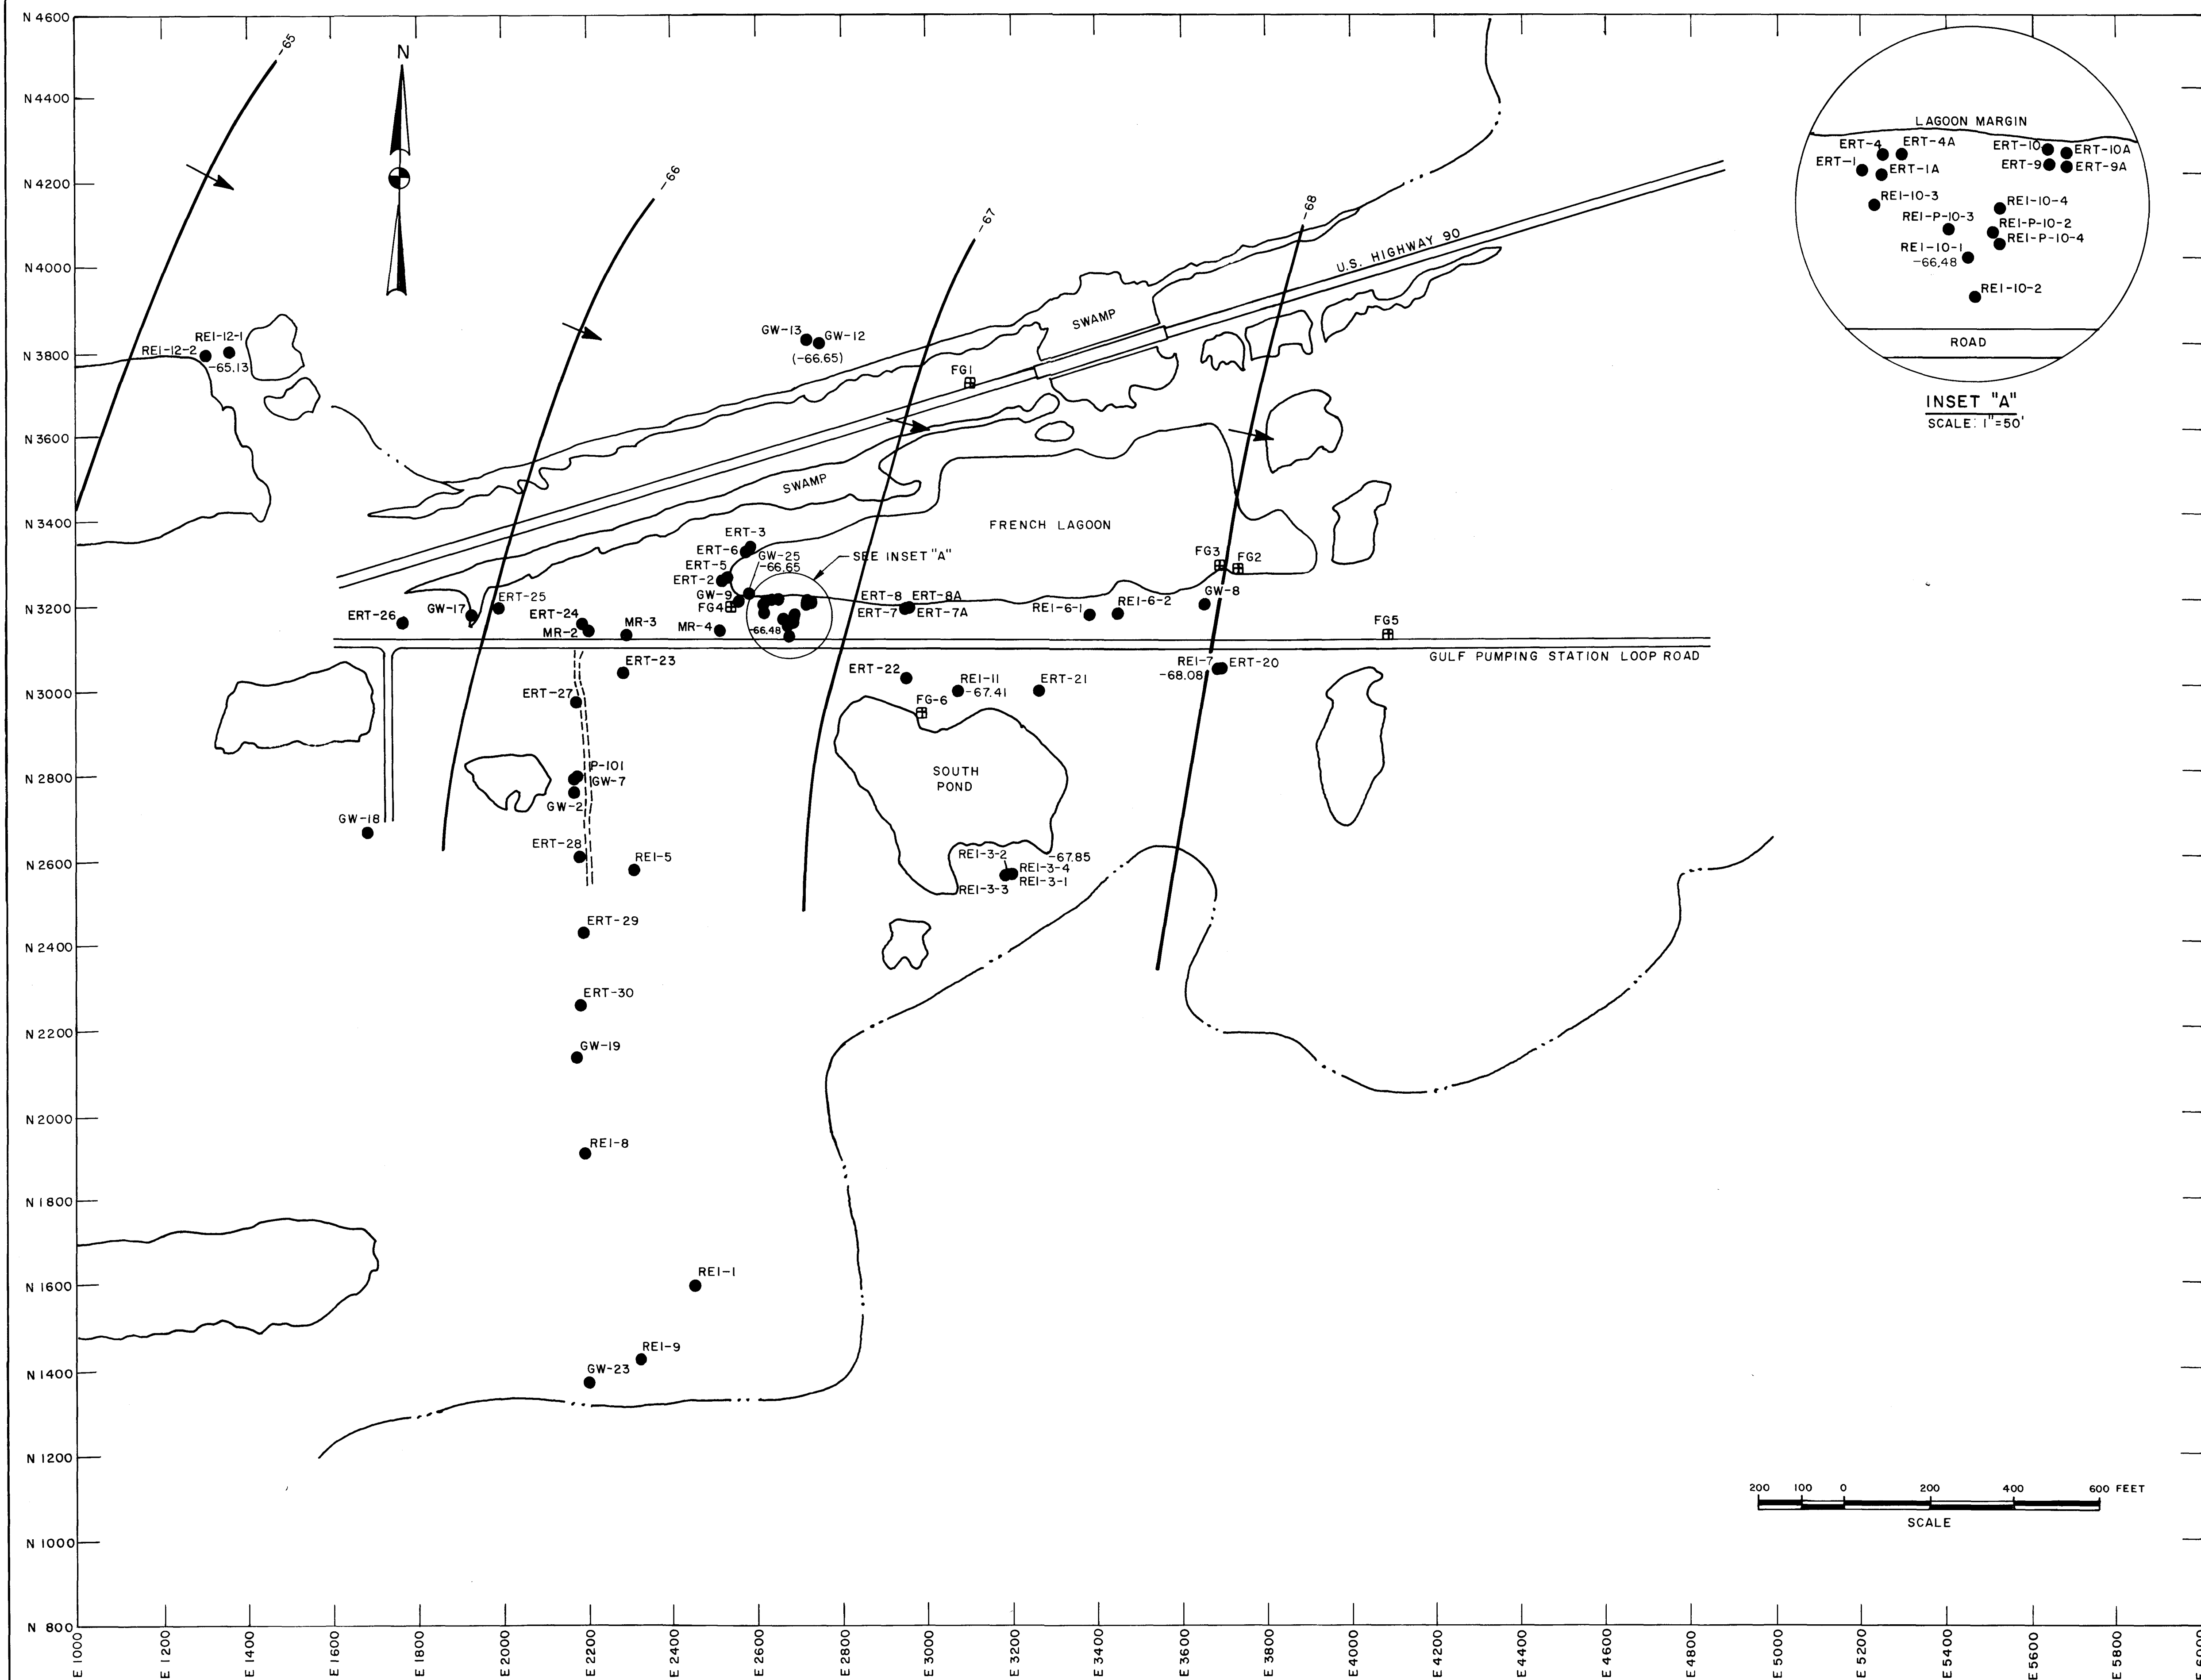 N 4600
N 4400
N 4200
N 4000
N 3800
N 3600
N 3400
N 3200
N 3000
N 2800
N 2600
N 2400
N 2200
N 2000
N 1800
N 1600
N 1400
N 1200
N 1000
N 800
N
-65
-66
-67
-68
U.S. HIGHWAY 90
SWAMP
REI-12-1
REI-12-2
-65.13
GW-13
GW-12
(-66.65)
FG1
SWAMP
FRENCH LAGOON
ERT-3
ERT-6
GW-25
-66.65
SEE INSET "A"
ERT-5
ERT-2
GW-9
FG4
FG3
FG2
ERT-25
GW-17
ERT-26
ERT-24
MR-2
MR-3
MR-4
-66.48
ERT-8
ERT-8A
ERT-7
ERT-7A
REI-6-1
REI-6-2
GW-8
FG5
GULF PUMPING STATION LOOP ROAD
ERT-23
ERT-22
REI-11
-67.41
ERT-21
REI-7
-68.08
ERT-20
ERT-27
FG-6
SOUTH
POND
P-101
GW-7
GW-2
GW-18
ERT-28
REI-5
REI-3-2
-67.85
REI-3-4
REI-3-3
REI-3-1
ERT-29
ERT-30
GW-19
REI-8
REI-1
REI-9
GW-23
LAGOON MARGIN
ERT-4
ERT-4A
ERT-1
ERT-1A
ERT-10
ERT-10A
ERT-9
ERT-9A
REI-10-3
REI-10-4
REI-P-10-3
REI-P-10-2
REI-P-10-4
REI-10-1
-66.48
REI-10-2
ROAD
INSET "A"
SCALE: 1"=50'
200 100 0 200 400 600 FEET
SCALE
E 1000
E 1200
E 1400
E 1600
E 1800
E 2000
E 2200
E 2400
E 2600
E 2800
E 3000
E 3200
E 3400
E 3600
E 3800
E 4000
E 4200
E 4400
E 4600
E 4800
E 5000
E 5200
E 5400
E 5600
E 5800